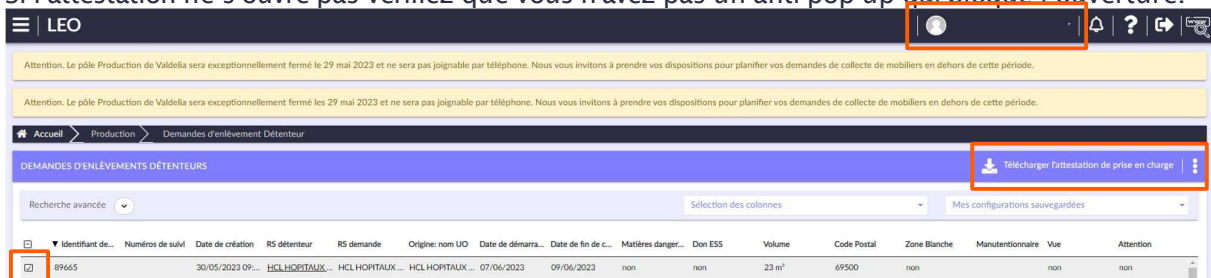 Si l'attestation ne s'ouvre pas vérifiez que vous n'avez pas un anti pop up qui bloque l'ouverture.
LEO
?
Attention. Le pôle Production de Valdelia sera exceptionnellement fermé le 29 mai 2023 et ne sera pas joignable par téléphone. Nous vous invitons à prendre vos dispositions pour planifier vos demandes de collecte de mobiliers en dehors de cette période.
Attention. Le pôle Production de Valdelia sera exceptionnellement fermé les 29 mai 2023 et ne sera pas joignable par téléphone. Nous vous invitons à prendre vos dispositions pour planifier vos demandes de collecte de mobiliers en dehors de cette période.
Accueil Production Demandes d'enlèvement Détenteur
DEMANDES D'ENLÈVEMENTS DÉTENTEURS Télécharger l'attestation de prise en charge
Recherche avancée Sélection des colonnes Mes configurations sauvegardées
▼ Identifiant de... Numéros de suivi Date de création RS détenteur RS demande Origine: nom UO Date de démarra... Date de fin de c... Matières danger... Don ESS Volume Code Postal Zone Blanche Manutentionnaire Vue Attention
89665 30/05/2023 09:... HCL HOPITAUX ... HCL HOPITAUX ... HCL HOPITAUX ... 07/06/2023 09/06/2023 non non 23 m³ 69500 non non non